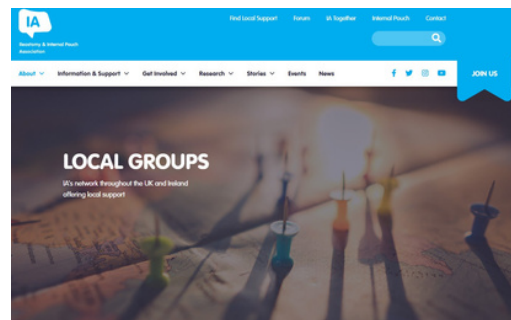 IA
Ileostomy & Internal Pouch
Association
Find Local Support Forum IA Together Internal Pouch Contact
About Information & Support Get Involved Research Stories Events News
JOIN US
LOCAL GROUPS
IA's network throughout the UK and Ireland
offering local support